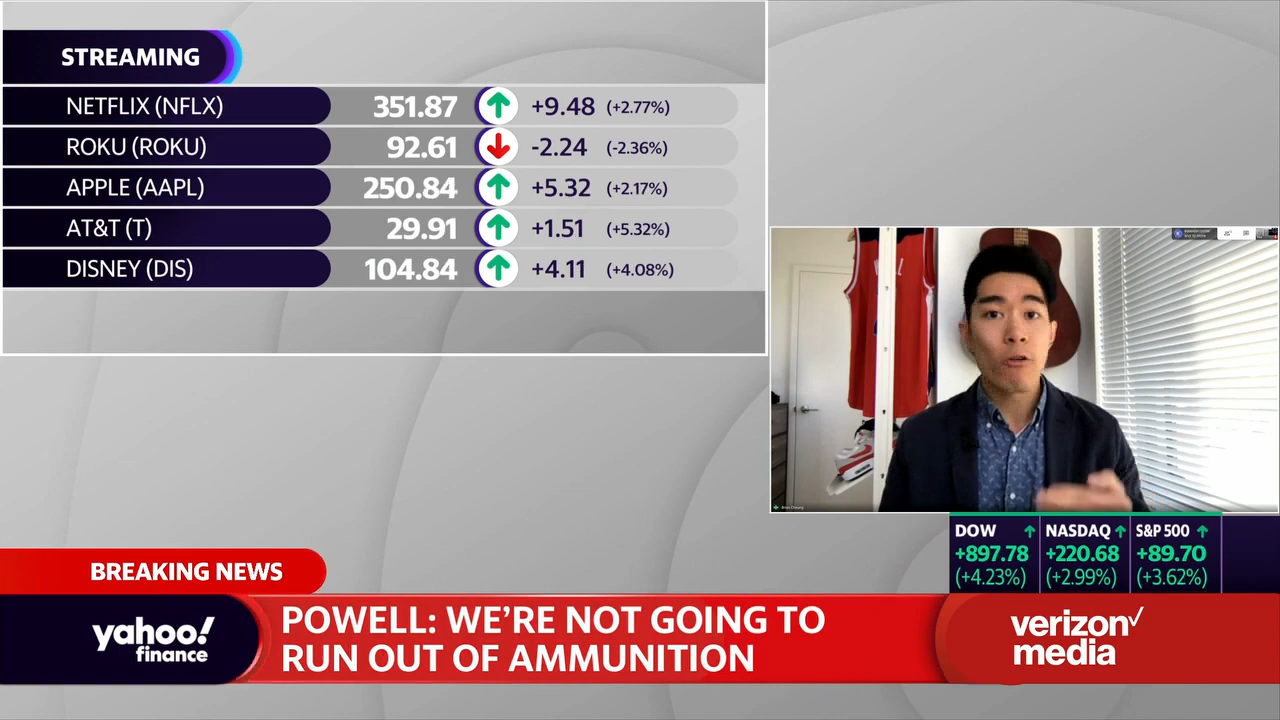 STREAMING
NETFLIX (NFLX) 351.87 +9.48 (+2.77%)
ROKU (ROKU) 92.61 -2.24 (-2.36%)
APPLE (AAPL) 250.84 +5.32 (+2.17%)
AT&T (T) 29.91 +1.51 (+5.32%)
DISNEY (DIS) 104.84 +4.11 (+4.08%)
Brian Cheung
DOW NASDAQ S&P 500
+897.78 +220.68 +89.70
(+4.23%) (+2.99%) (+3.62%)
BREAKING NEWS
yahoo!
finance
POWELL: WE'RE NOT GOING TO
RUN OUT OF AMMUNITION
verizon✓
media